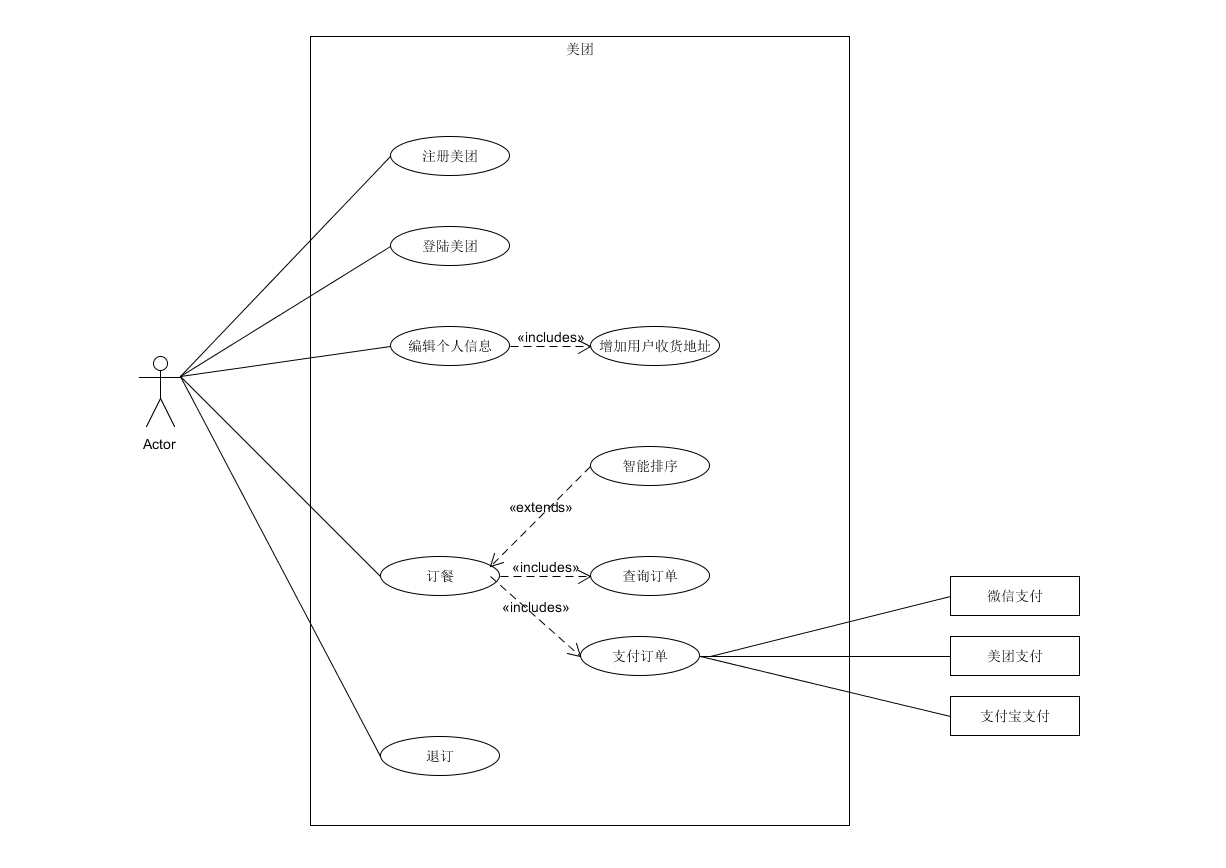 美团
注册美团
登陆美团
编辑个人信息
«includes»
增加用户收货地址
Actor
智能排序
«extends»
订餐
«includes»
查询订单
«includes»
支付订单
微信支付
美团支付
支付宝支付
退订